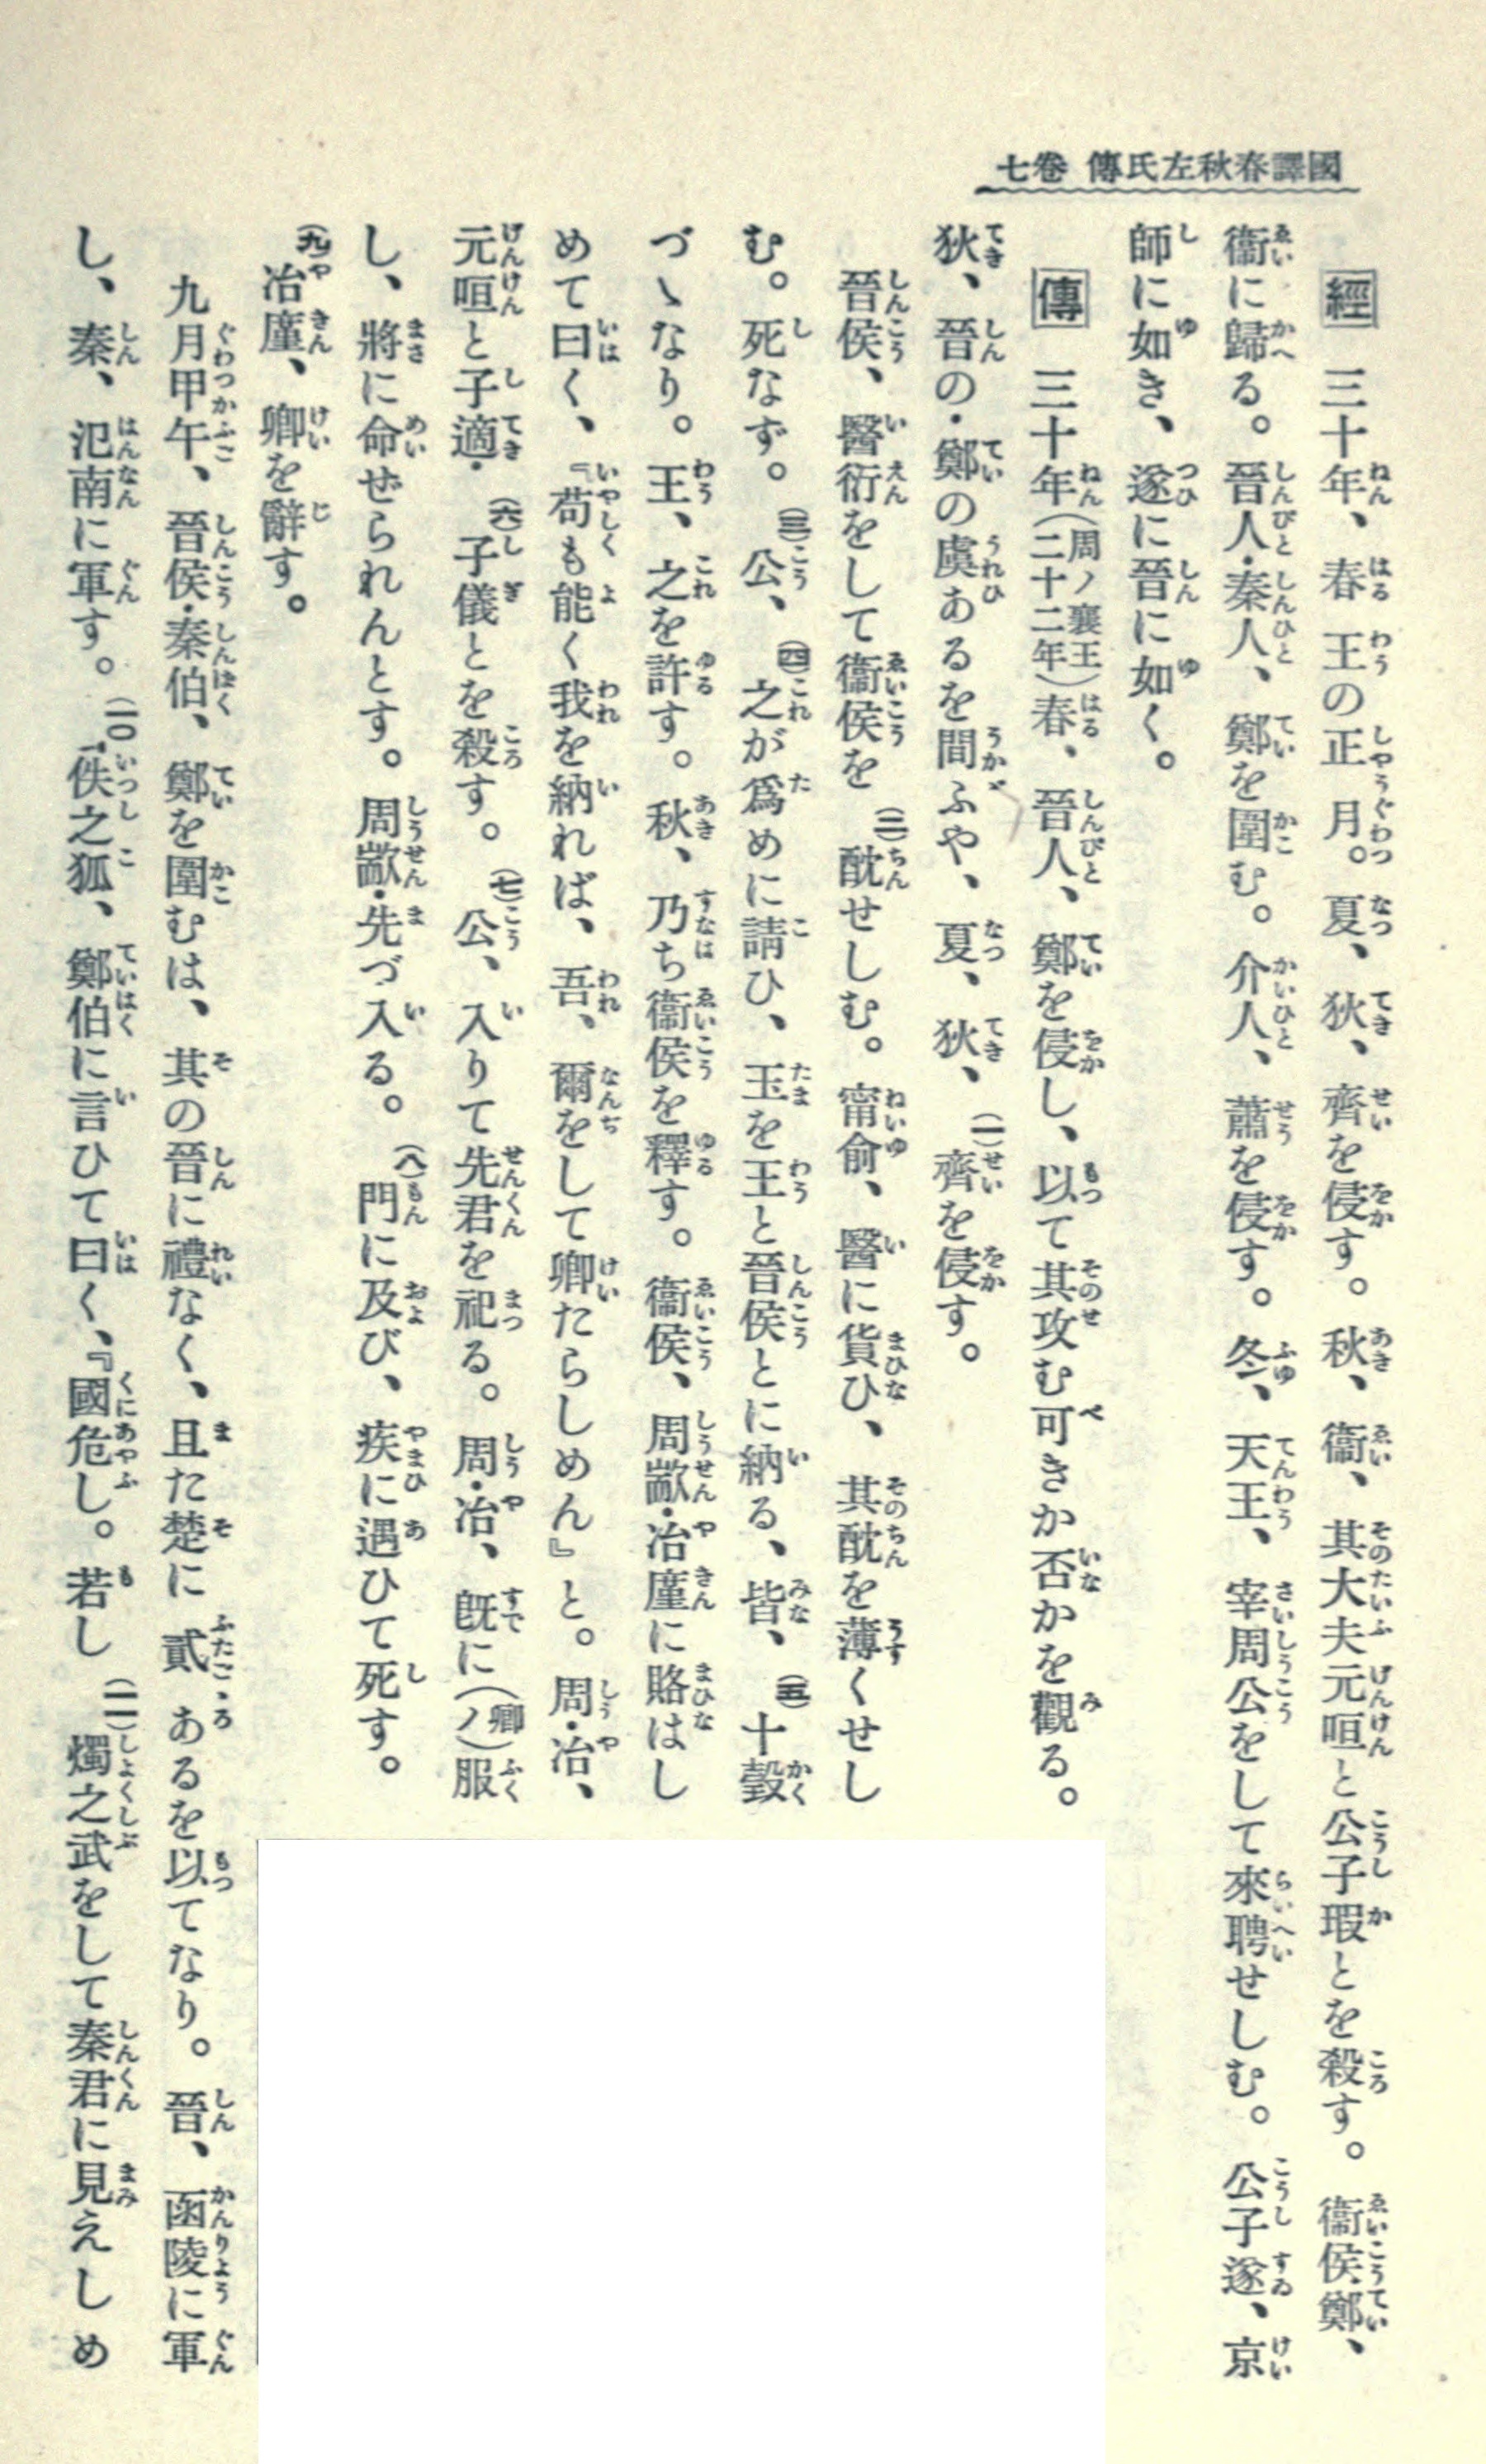 國譯春秋左氏傳 卷七
經 三十年、春 王の正月。夏、狄、齊を侵す。秋、衞、其大夫元咺と公子瑕とを殺す。衞侯鄭、
衞に歸る。晉人・秦人、鄭を圍む。介人、蕭を侵す。冬、天王、宰周公をして來聘せしむ。公子遂、京
師に如き、遂に晉に如く。
傳 三十年(周ノ襄王二十二年)春、晉人、鄭を侵し、以て其攻む可きか否かを觀る。
狄、晉の・鄭の虞あるを間ふや、夏、狄、(一)齊を侵す。
晉侯、醫衍をして衞侯を(二)酖せしむ。甯俞、醫に貨ひ、其酖を薄くせし
む。死なず。(三)公、(四)之が爲めに請ひ、玉を王と晉侯とに納る、皆、(五)十瑴
づゝなり。王、之を許す。秋、乃ち衞侯を釋す。衞侯、周歂・冶廑に賂はし
めて曰く、『苟も能く我を納れば、吾、爾をして卿たらしめん』と。周・冶、
元咺と子適・(六)子儀とを殺す。(七)公、入りて先君を祀る。周・冶、既に(卿ノ)服
し、將に命ぜられんとす。周歂・先づ入る。(八)門に及び、疾に遇ひて死す。
(九)冶廑、卿を辭す。
九月甲午、晉侯・秦伯、鄭を圍むは、其の晉に禮なく、且た楚に貳あるを以てなり。晉、函陵に軍
し、秦、氾南に軍す。(一〇)佚之狐、鄭伯に言ひて曰く、『國危し。若し(一一)燭之武をして秦君に見えしめ